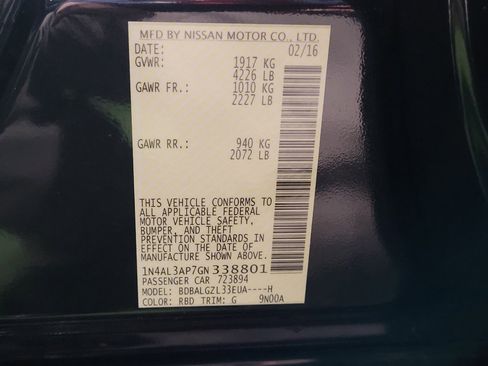 MFD BY NISSAN MOTOR CO., LTD.
DATE: 02/16
GVWR: 1917 KG
4226 LB
GAWR FR.: 1010 KG
2227 LB
GAWR RR.: 940 KG
2072 LB
THIS VEHICLE CONFORMS TO
ALL APPLICABLE FEDERAL
MOTOR VEHICLE SAFETY,
BUMPER, AND THEFT
PREVENTION STANDARDS IN
EFFECT ON THE DATE OF
MANUFACTURE SHOWN ABOVE.
1N4AL3AP7GN338801
PASSENGER CAR 723894
MODEL: BDBALGZL33EUA----H
COLOR: RBD TRIM: G 9N00A